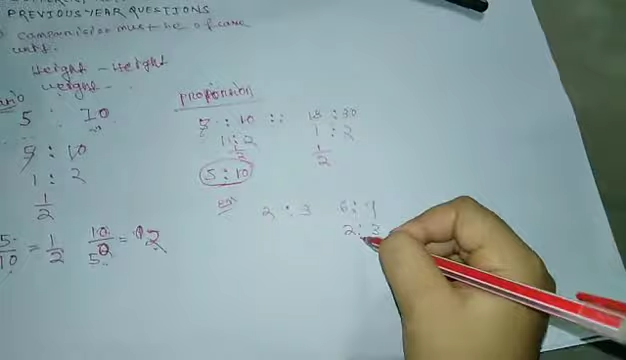 PREVIOUS YEAR QUESTIONS
comparision must be of same
unit.
Height - Height
weight -
5 : 10
5 : 10
1 : 2
1/2
5/10 = 1/2 10/5 = 2
proportion
5 : 10 :: 15 : 30
1 : 2 1 : 2
1/2 1/2
5 : 10
2 : 3 6 : 9
2 : 3